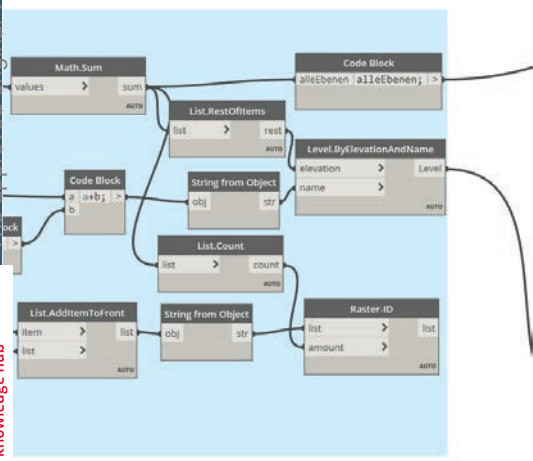 Math.Sum
values > sum
AUTO
Code Block
alleEbenen alleEbenen; >
List.RestOfItems
list > rest
AUTO
Level.ByElevationAndName
elevation > Level
name >
AUTO
Code Block
a a+b; >
b
String from Object
obj str
AUTO
ock
>
List.Count
list > count
AUTO
List.AddItemToFront
item > list
list >
AUTO
String from Object
obj str
AUTO
Raster-ID
list > list
amount >
AUTO
knowledge hub